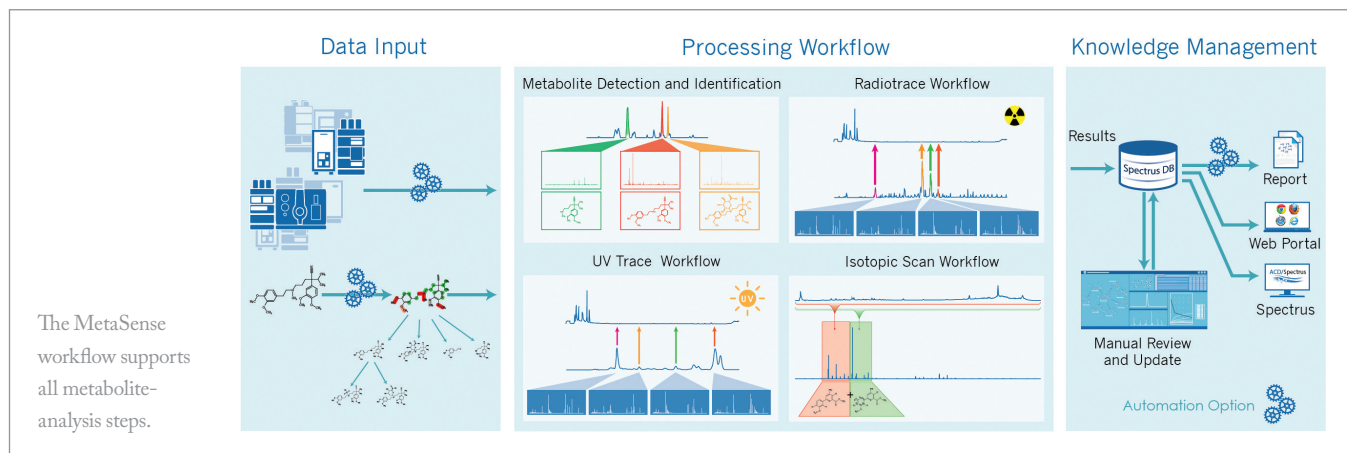 Data Input
Processing Workflow
Knowledge Management
Metabolite Detection and Identification
Radiotrace Workflow
UV Trace Workflow
UV
Isotopic Scan Workflow
+
Results
Spectrus DB
Report
Web Portal
ACD/Spectrus
Spectrus
Manual Review
and Update
Automation Option
The MetaSense
workflow supports
all metabolite-
analysis steps.